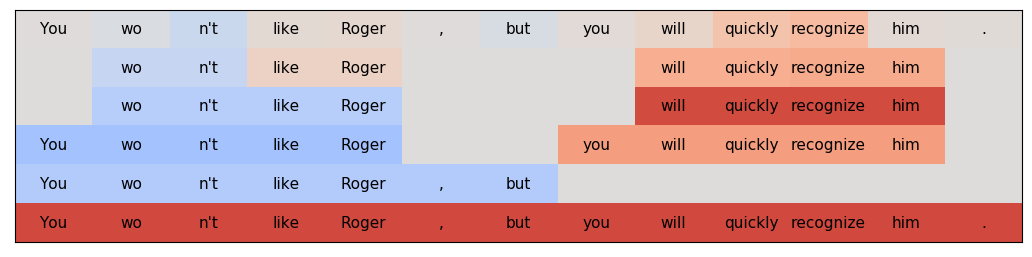 You wo n't like Roger , but you will quickly recognize him .
wo n't like Roger will quickly recognize him
wo n't like Roger will quickly recognize him
You wo n't like Roger you will quickly recognize him
You wo n't like Roger , but
You wo n't like Roger , but you will quickly recognize him .